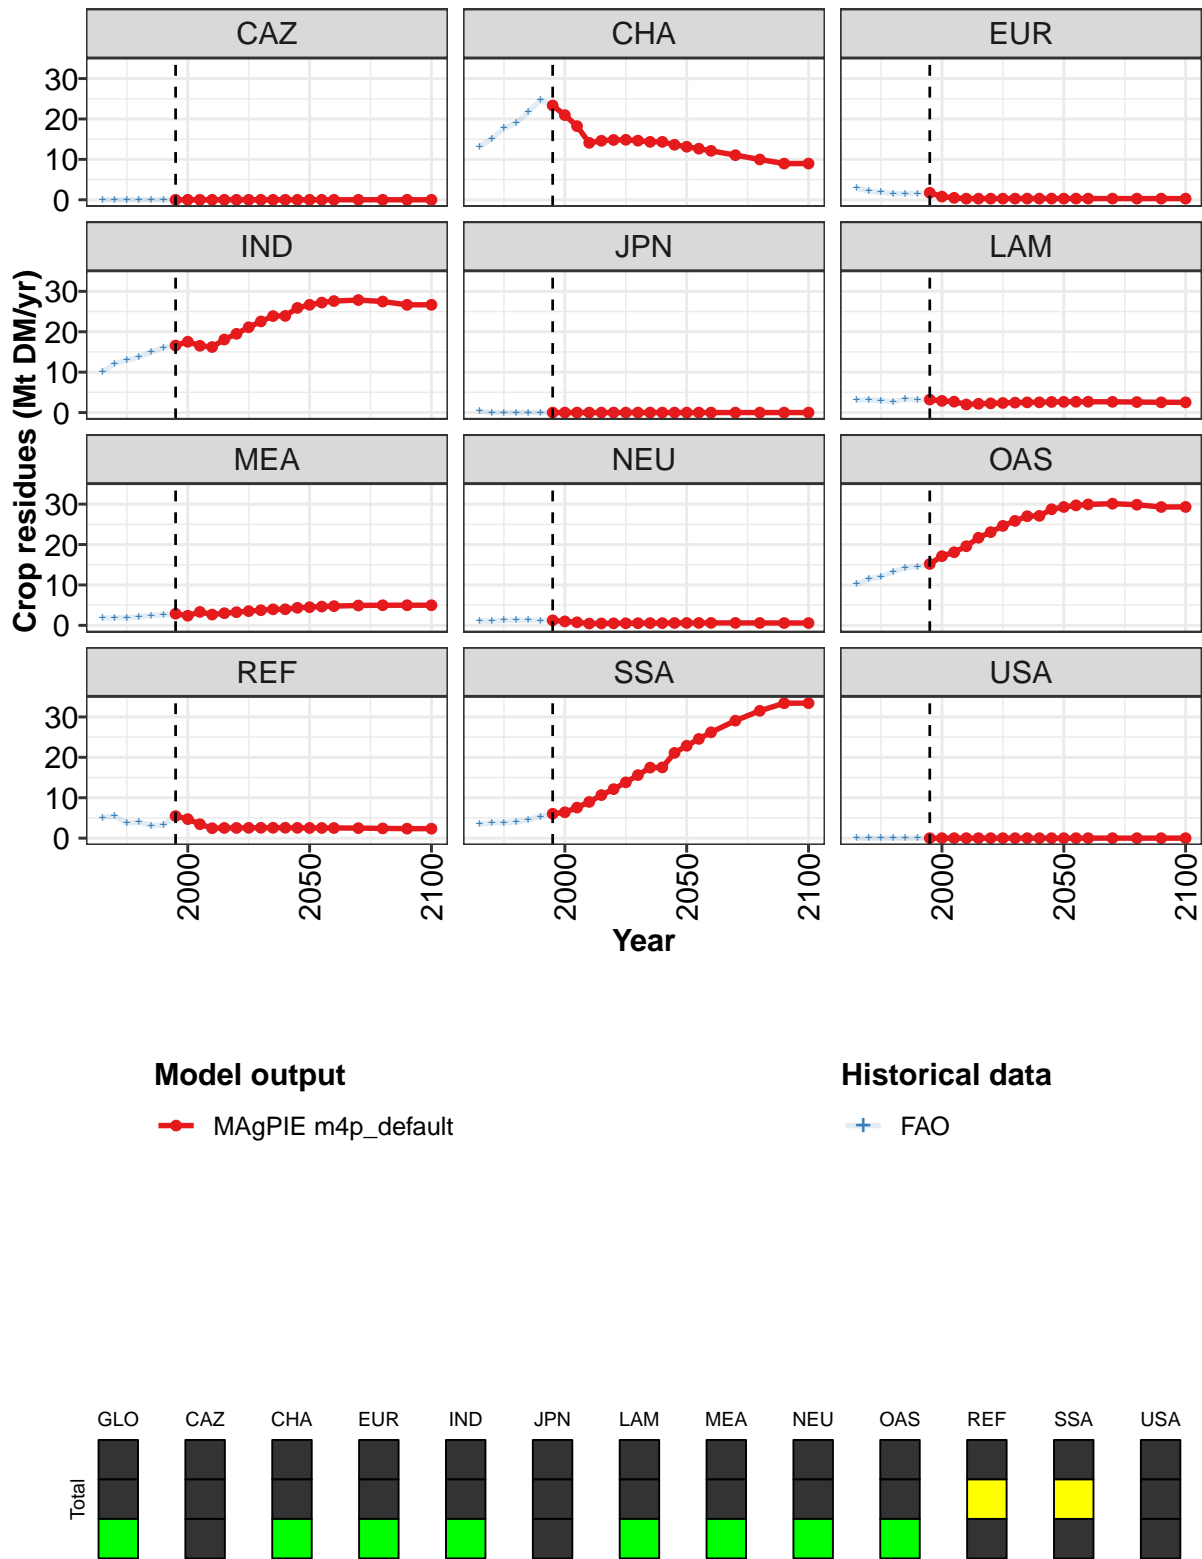 CAZ CHA EUR
30
20
10
0
IND JPN LAM
30
20
10
0
MEA NEU OAS
30
20
10
0
REF SSA USA
30
20
10
0
Crop residues (Mt DM/yr)
2000 2050 2100 2000 2050 2100 2000 2050 2100
Year
Model output Historical data
MAgPIE m4p_default FAO
GLO CAZ CHA EUR IND JPN LAM MEA NEU OAS REF SSA USA
Total